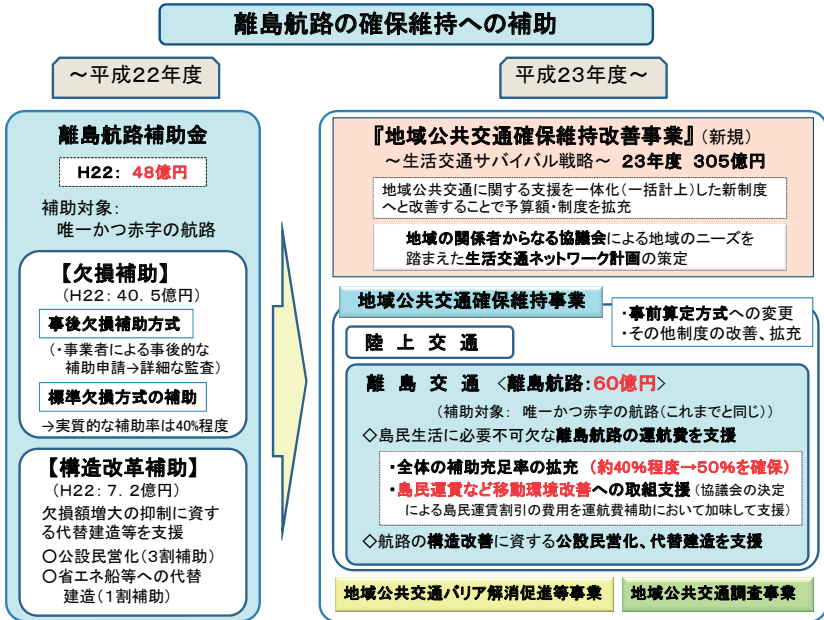 離島航路の確保維持への補助
～平成22年度
離島航路補助金
H22： 48億円
補助対象：
唯一かつ赤字の航路
【欠損補助】
（H22：40．5億円）
事後欠損補助方式
（・事業者による事後的な
補助申請→詳細な監査）
標準欠損方式の補助
→実質的な補助率は40%程度
【構造改革補助】
（H22：7．2億円）
欠損額増大の抑制に資す
る代替建造等を支援
○公設民営化（3割補助）
○省エネ船等への代替
建造（1割補助）
平成23年度～
『地域公共交通確保維持改善事業』（新規）
～生活交通サバイバル戦略～ 23年度 305億円
地域公共交通に関する支援を一体化（一括計上）した新制度
へと改善することで予算額・制度を拡充
地域の関係者からなる協議会による地域のニーズを
踏まえた生活交通ネットワーク計画の策定
地域公共交通確保維持事業
・事前算定方式への変更
・その他制度の改善、拡充
陸 上 交 通
離 島 交 通 ＜離島航路：60億円＞
（補助対象： 唯一かつ赤字の航路（これまでと同じ））
◇島民生活に必要不可欠な離島航路の運航費を支援
・全体の補助充足率の拡充 （約40%程度→50%を確保）
・島民運賃など移動環境改善への取組支援（協議会の決定
による島民運賃割引の費用を運航費補助において加味して支援）
◇航路の構造改善に資する公設民営化、代替建造を支援
地域公共交通バリア解消促進等事業
地域公共交通調査事業